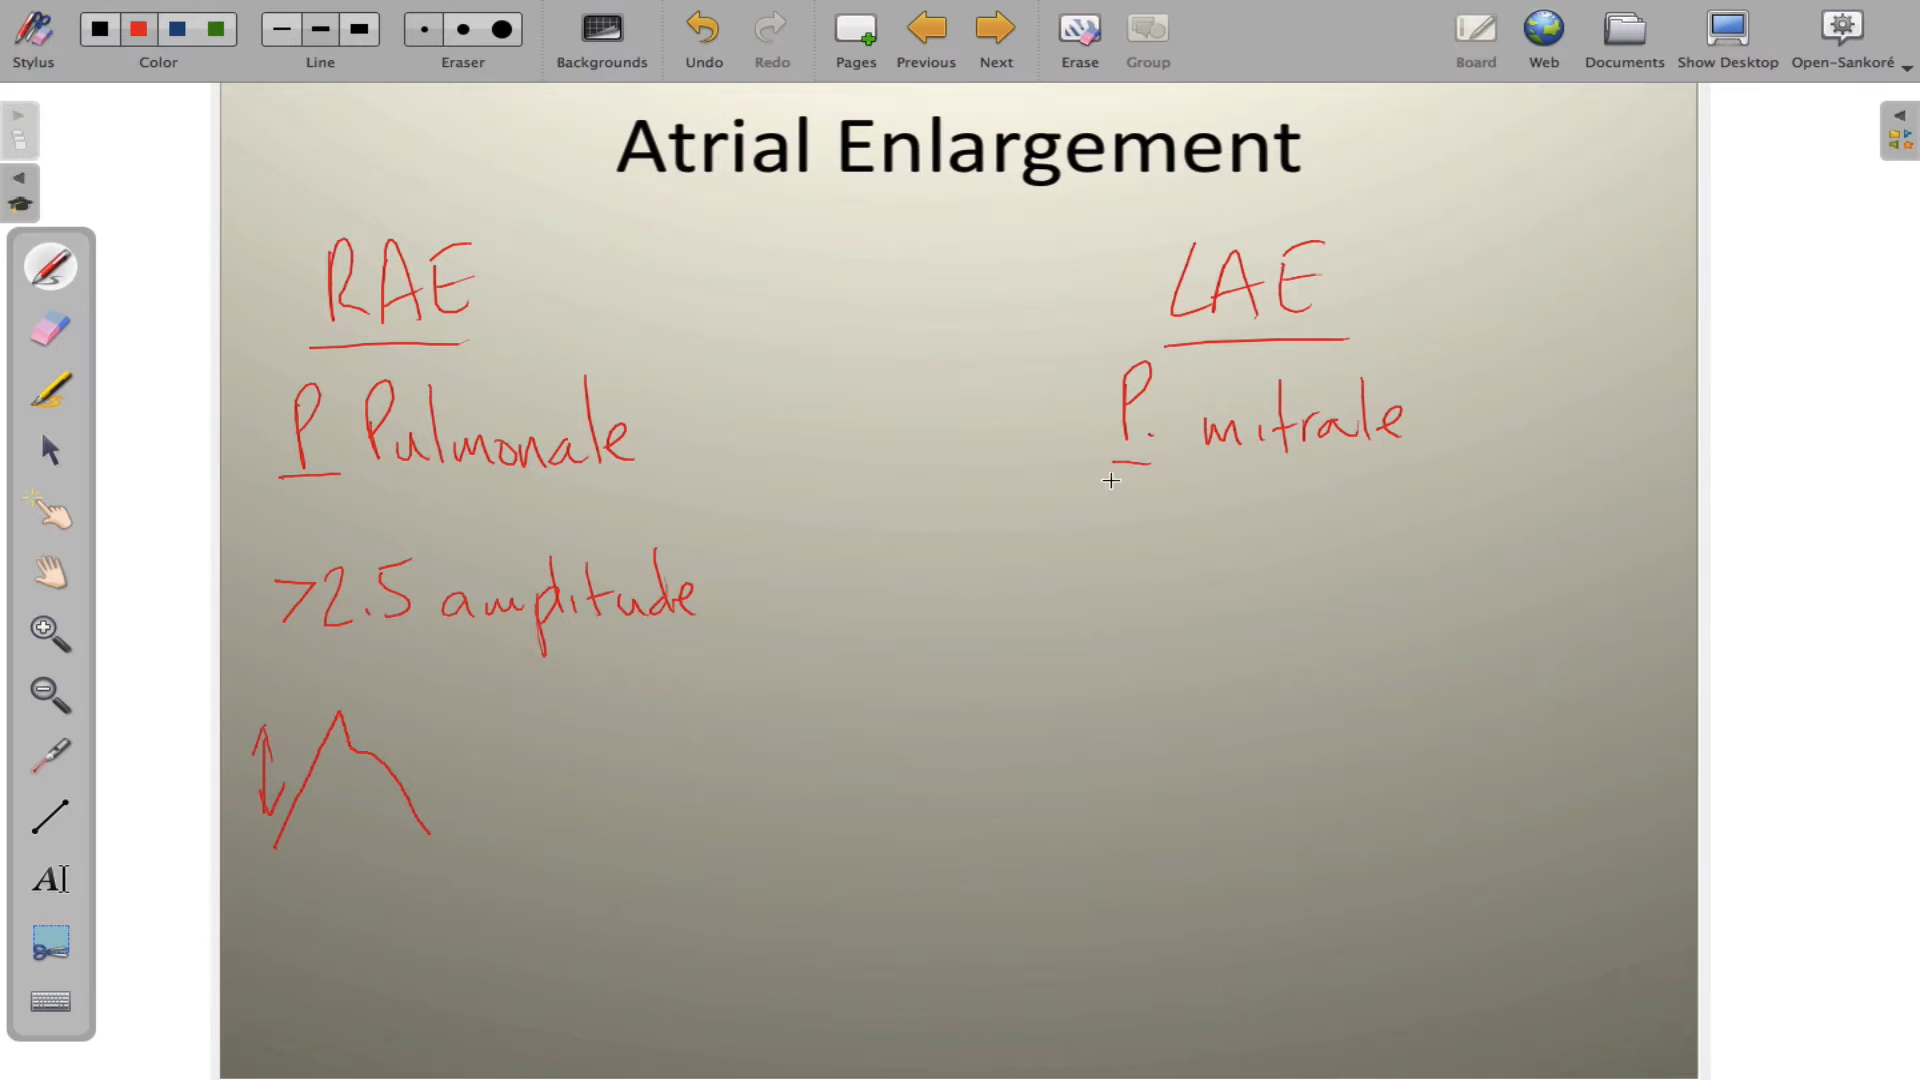 Stylus Color Line Eraser Backgrounds Undo Redo Pages Previous Next Erase Group Board Web Documents Show Desktop Open-Sankoré
Atrial Enlargement
RAE
P Pulmonale
>2.5 amplitude
LAE
P. mitrale
AI